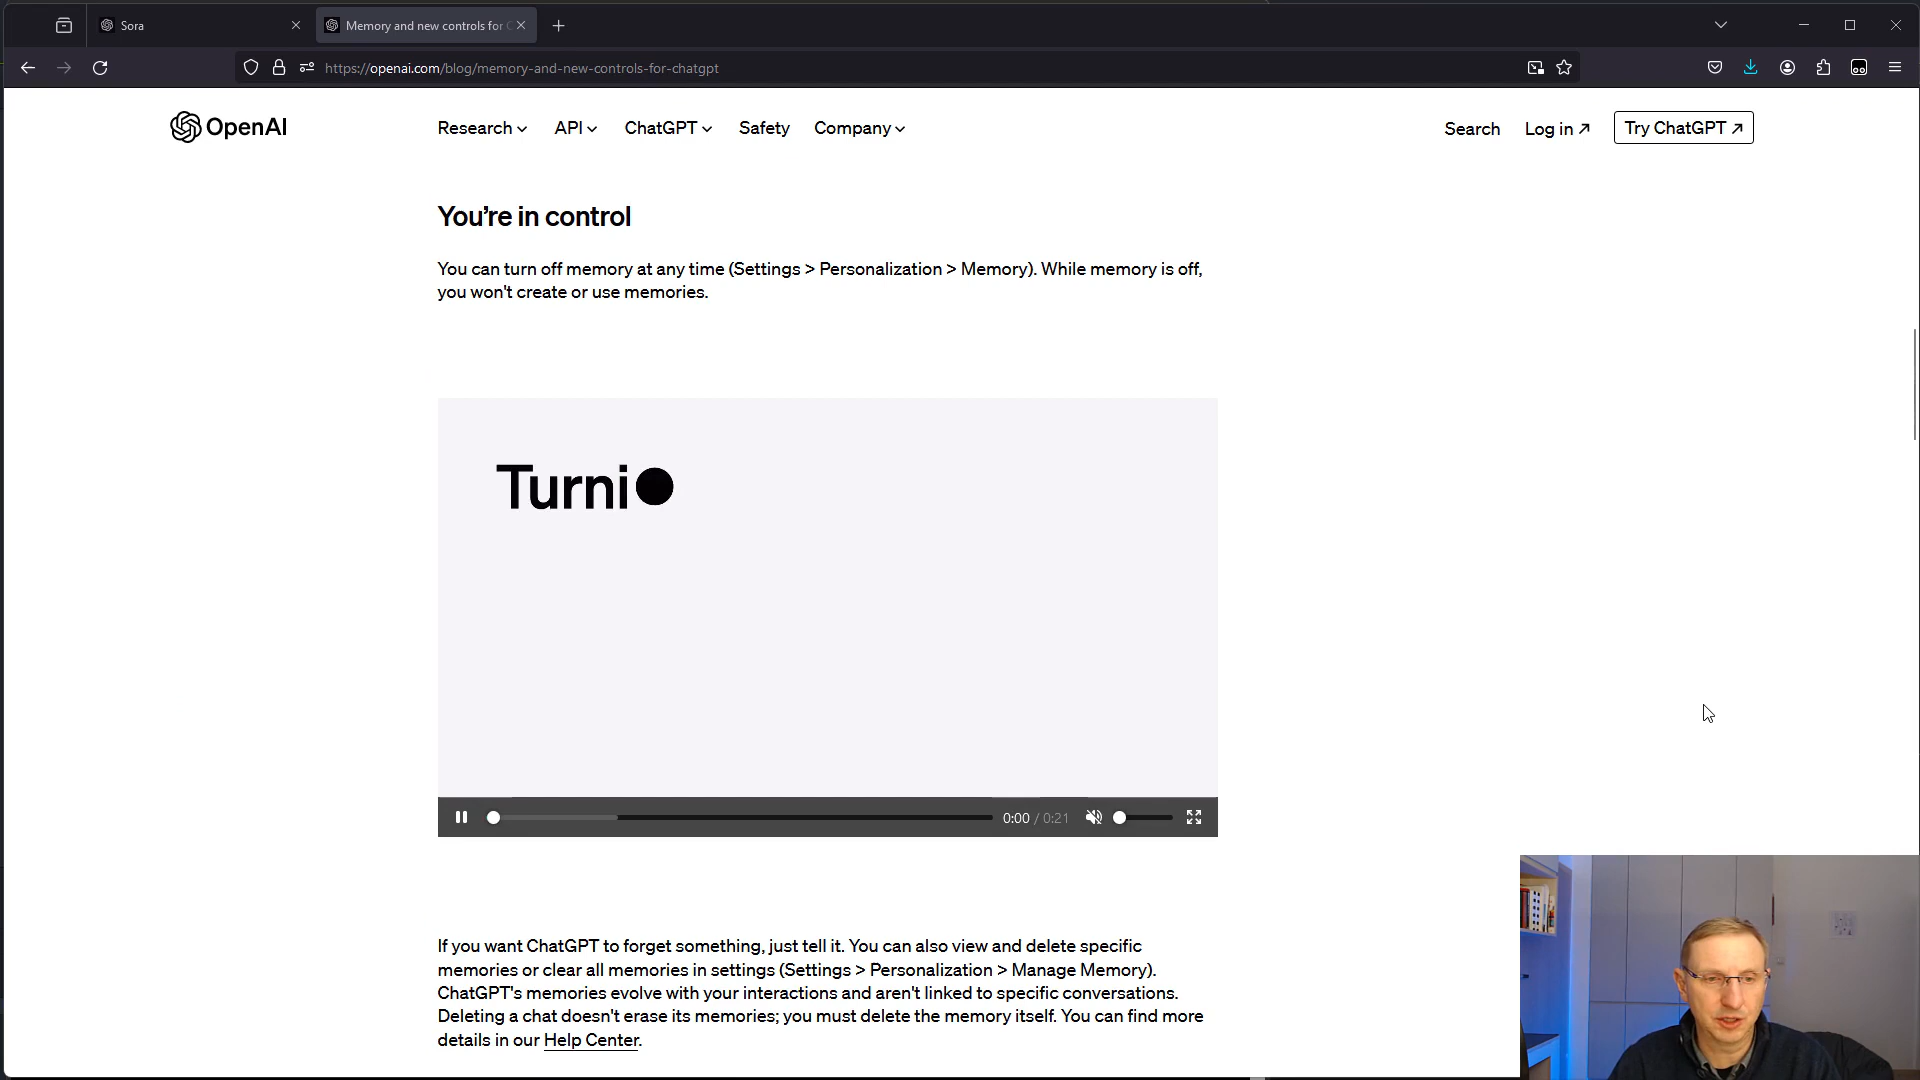 Sora
Memory and new controls for C
https://openai.com/blog/memory-and-new-controls-for-chatgpt
OpenAI
Research
API
ChatGPT
Safety
Company
Search
Log in
Try ChatGPT
You're in control
You can turn off memory at any time (Settings > Personalization > Memory). While memory is off,
you won't create or use memories.
Turni
0:00 / 0:21
If you want ChatGPT to forget something, just tell it. You can also view and delete specific
memories or clear all memories in settings (Settings > Personalization > Manage Memory).
ChatGPT's memories evolve with your interactions and aren't linked to specific conversations.
Deleting a chat doesn't erase its memories; you must delete the memory itself. You can find more
details in our Help Center.